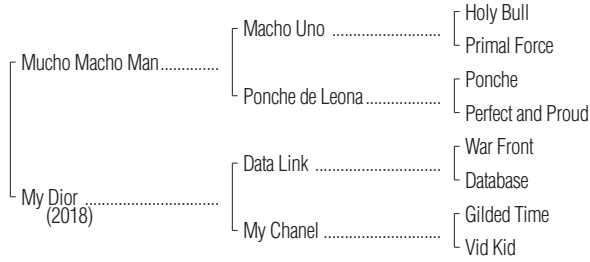 Holy Bull
Macho Uno ........................
Primal Force
Mucho Macho Man..............
Ponche
Ponche de Leona.................
Perfect and Proud
War Front
Data Link ............................
Database
My Dior ...............................
(2018)
Gilded Time
My Chanel ..........................
Vid Kid